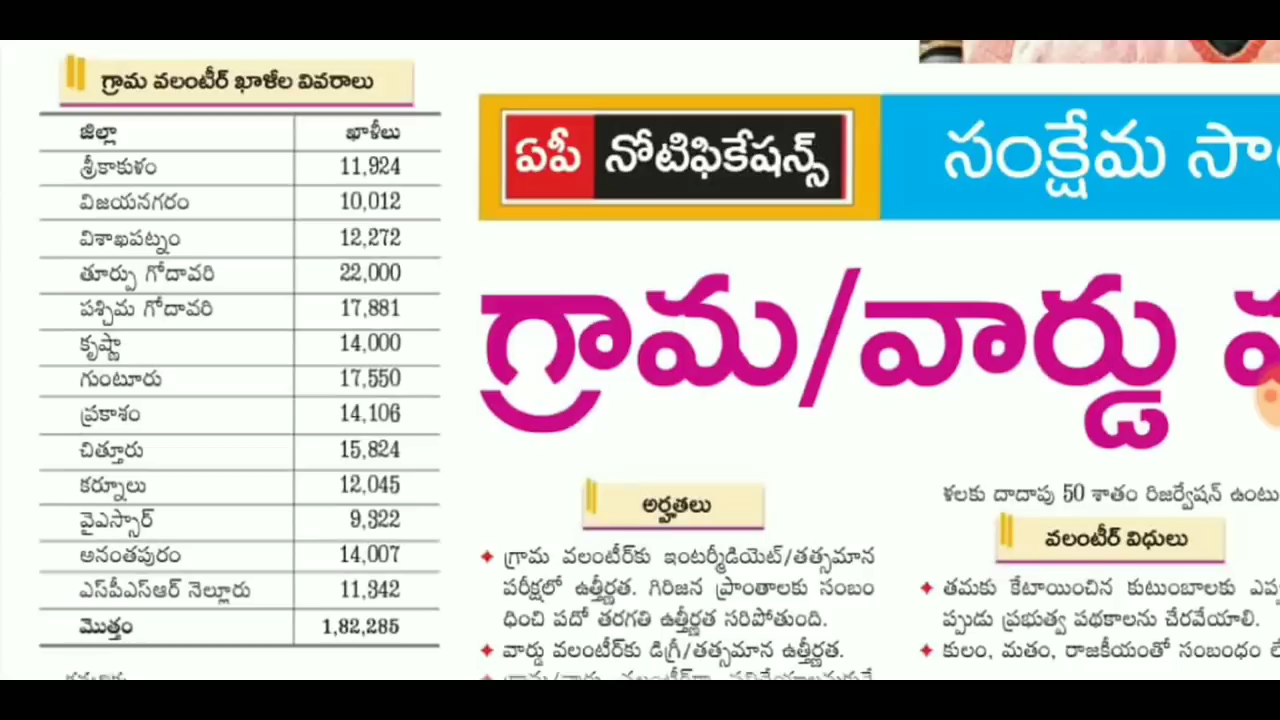 గ్రామ వలంటీర్ ఖాళీల వివరాలు
జిల్లా ఖాళీలు
శ్రీకాకుళం 11,924
విజయనగరం 10,012
విశాఖపట్నం 12,272
తూర్పు గోదావరి 22,000
పశ్చిమ గోదావరి 17,881
కృష్ణా 14,000
గుంటూరు 17,550
ప్రకాశం 14,106
చిత్తూరు 15,824
కర్నూలు 12,045
వైఎస్సార్ 9,322
అనంతపురం 14,007
ఎస్‌పీఎస్ఆర్ నెల్లూరు 11,342
మొత్తం 1,82,285
ఏపీ నోటిఫికేషన్స్
సంక్షేమ
గ్రామ/వార్డు
అర్హతలు
గ్రామ వలంటీర్‌కు ఇంటర్మీడియెట్/తత్సమాన
పరీక్షలో ఉత్తీర్ణత. గిరిజన ప్రాంతాలకు సంబం
ధించి పదో తరగతి ఉత్తీర్ణత సరిపోతుంది.
వార్డు వలంటీర్‌కు డిగ్రీ/తత్సమాన ఉత్తీర్ణత.
ళలకు దాదాపు 50 శాతం రిజర్వేషన్ ఉంటు
వలంటీర్ విధులు
తమకు కేటాయించిన కుటుంబాలకు ఎప్ప
ప్పుడు ప్రభుత్వ పథకాలను చేరవేయాలి.
కులం, మతం, రాజకీయంతో సంబంధం